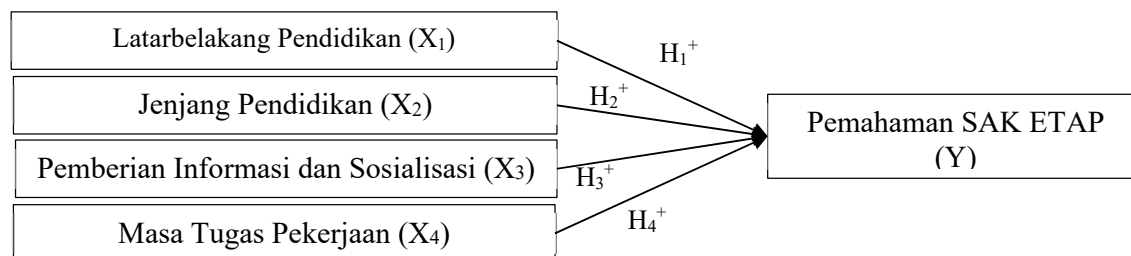 Latarbelakang Pendidikan (X₁)
H₁⁺
Jenjang Pendidikan (X₂)
H₂⁺
Pemahaman SAK ETAP
(Y)
Pemberian Informasi dan Sosialisasi (X₃)
H₃⁺
Masa Tugas Pekerjaan (X₄)
H₄⁺